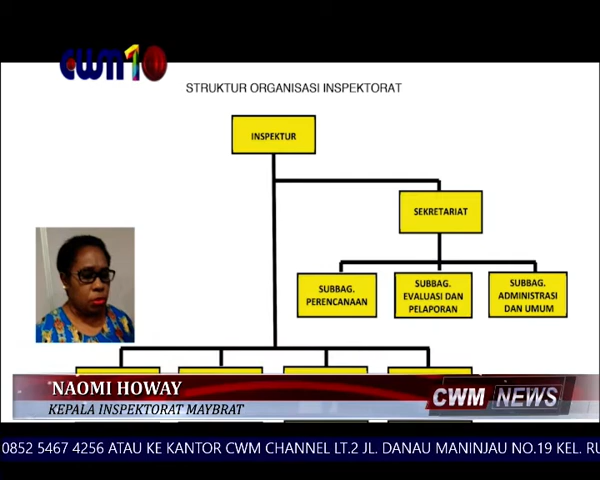 cwm10
STRUKTUR ORGANISASI INSPEKTORAT
INSPEKTUR
SEKRETARIAT
SUBBAG.
PERENCANAAN
SUBBAG.
EVALUASI DAN
PELAPORAN
SUBBAG.
ADMINISTRASI
DAN UMUM
NAOMI HOWAY
KEPALA INSPEKTORAT MAYBRAT
CWM NEWS
0852 5467 4256 ATAU KE KANTOR CWM CHANNEL LT.2 JL. DANAU MANINJAU NO.19 KEL. RU